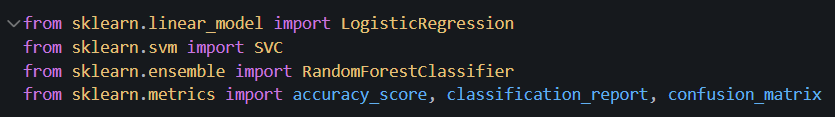 from sklearn.linear_model import LogisticRegression
from sklearn.svm import SVC
from sklearn.ensemble import RandomForestClassifier
from sklearn.metrics import accuracy_score, classification_report, confusion_matrix